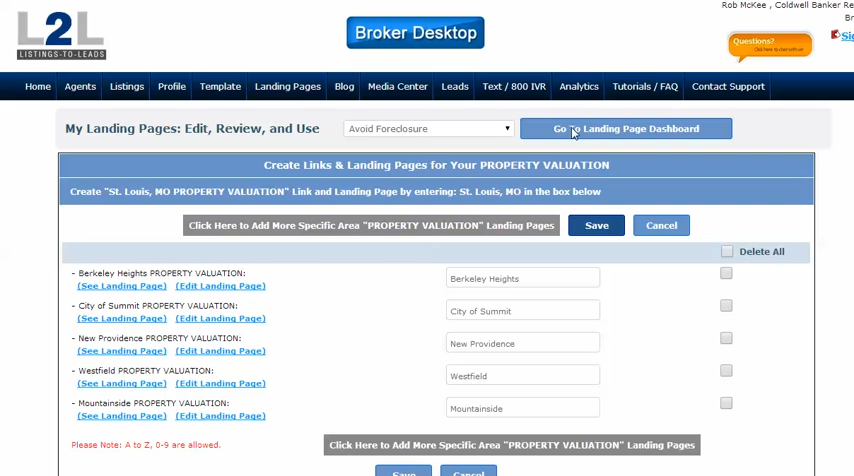 Rob McKee , Coldwell Banker Re
Br
L2L
LISTINGS-TO-LEADS
Broker Desktop
Questions?
Click here to chat with us!
Home Agents Listings Profile Template Landing Pages Blog Media Center Leads Text / 800 IVR Analytics Tutorials / FAQ Contact Support
My Landing Pages: Edit, Review, and Use
Avoid Foreclosure
Go To Landing Page Dashboard
Create Links & Landing Pages for Your PROPERTY VALUATION
Create "St. Louis, MO PROPERTY VALUATION" Link and Landing Page by entering: St. Louis, MO in the box below
Click Here to Add More Specific Area "PROPERTY VALUATION" Landing Pages Save Cancel
Delete All
- Berkeley Heights PROPERTY VALUATION:
(See Landing Page) (Edit Landing Page)
Berkeley Heights
- City of Summit PROPERTY VALUATION:
(See Landing Page) (Edit Landing Page)
City of Summit
- New Providence PROPERTY VALUATION:
(See Landing Page) (Edit Landing Page)
New Providence
- Westfield PROPERTY VALUATION:
(See Landing Page) (Edit Landing Page)
Westfield
- Mountainside PROPERTY VALUATION:
(See Landing Page) (Edit Landing Page)
Mountainside
Please Note: A to Z, 0-9 are allowed.
Click Here to Add More Specific Area "PROPERTY VALUATION" Landing Pages
Save Cancel